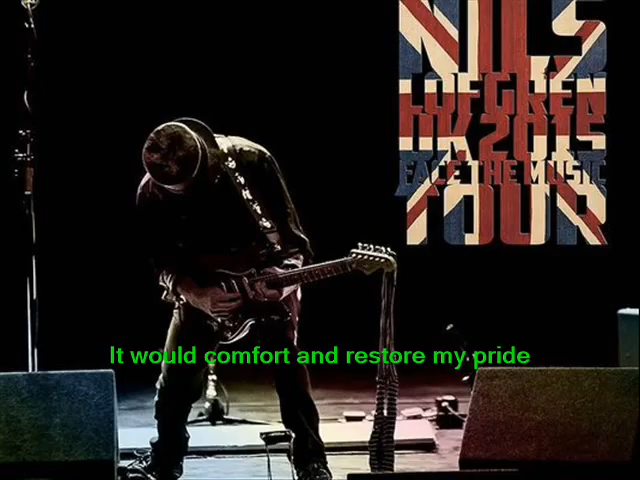 NILS
LOFGREN
UK 2015
FACE THE MUSIC
TOUR
It would comfort and restore my pride